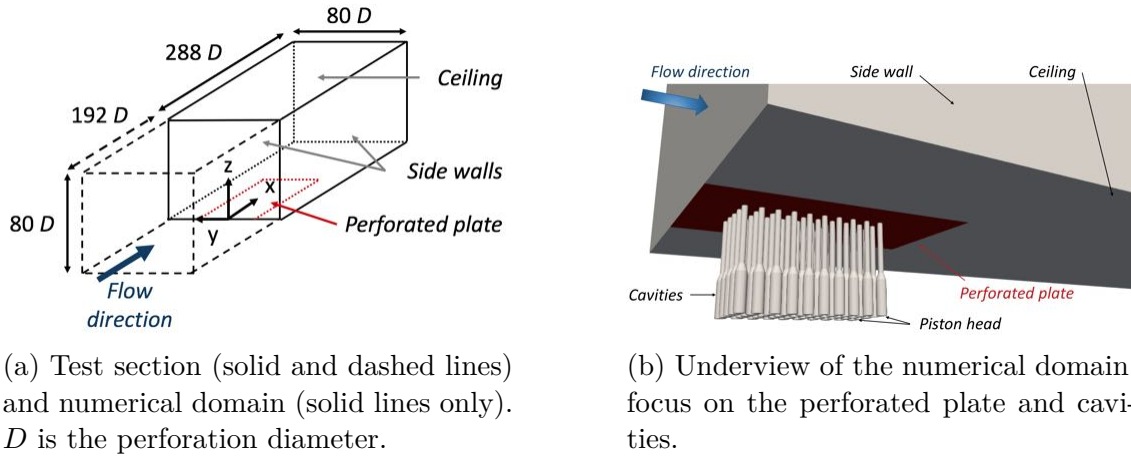 80 D
288 D
Ceiling
192 D
Side walls
z
x
80 D
Perforated plate
y
Flow
direction
Flow direction
Side wall
Ceiling
Cavities
Perforated plate
Piston head
(a) Test section (solid and dashed lines)
and numerical domain (solid lines only).
D is the perforation diameter.
(b) Underview of the numerical domain
focus on the perforated plate and cavi-
ties.